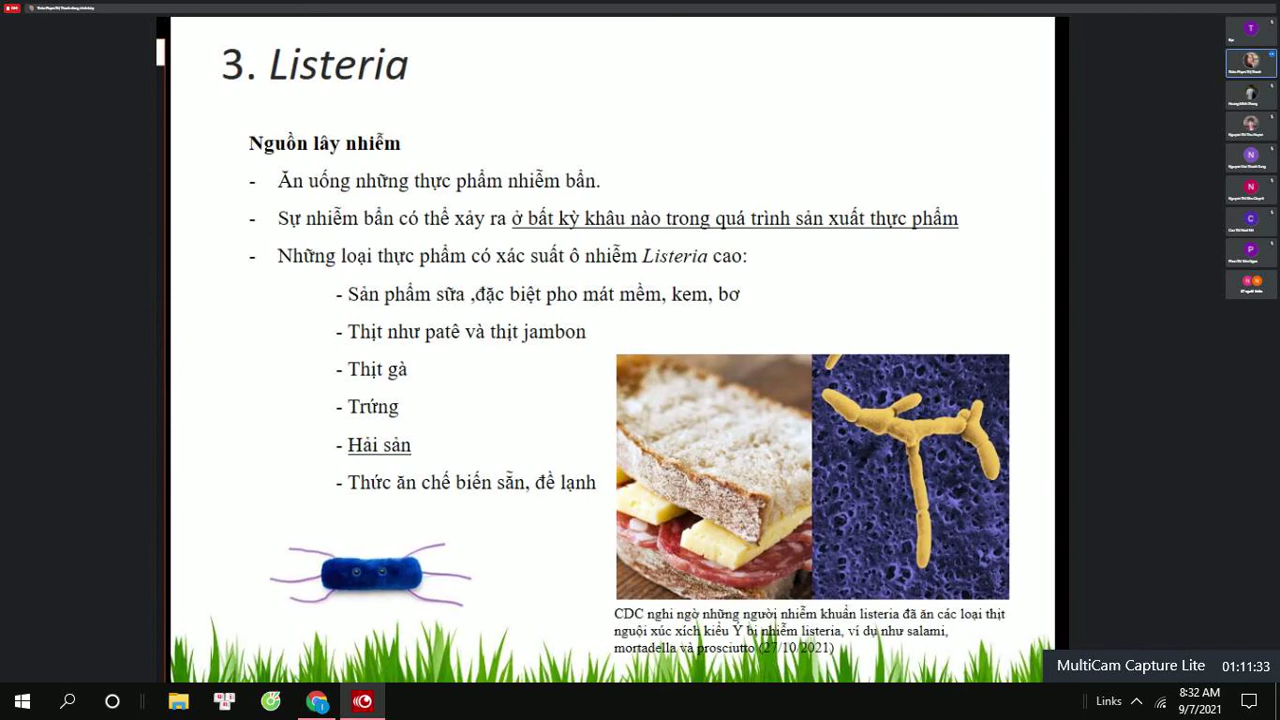 3. Listeria
Nguồn lây nhiễm
- Ăn uống những thực phẩm nhiễm bẩn.
- Sự nhiễm bẩn có thể xảy ra ở bất kỳ khâu nào trong quá trình sản xuất thực phẩm
- Những loại thực phẩm có xác suất ô nhiễm Listeria cao:
- Sản phẩm sữa ,đặc biệt pho mát mềm, kem, bơ
- Thịt như patê và thịt jambon
- Thịt gà
- Trứng
- Hải sản
- Thức ăn chế biến sẵn, để lạnh
CDC nghi ngờ những người nhiễm khuẩn listeria đã ăn các loại thịt
nguội xúc xích kiểu Ý bị nhiễm listeria, ví dụ như salami,
mortadella và prosciutto (27/10/2021)
T
N
N
C
P
MultiCam Capture Lite 01:11:33
Links
8:32 AM
9/7/2021